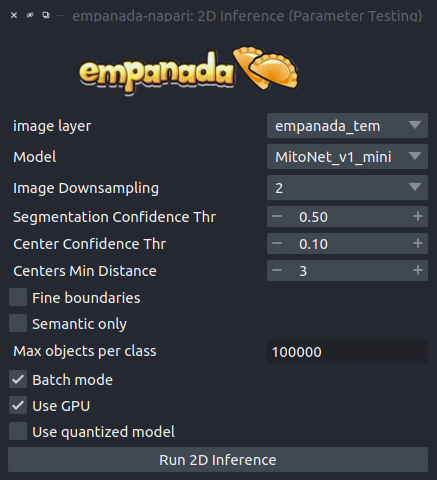 empanada-napari: 2D Inference (Parameter Testing)
empanada
image layer empanada_tem
Model MitoNet_v1_mini
Image Downsampling 2
Segmentation Confidence Thr 0.50
Center Confidence Thr 0.10
Centers Min Distance 3
Fine boundaries
Semantic only
Max objects per class 100000
Batch mode
Use GPU
Use quantized model
Run 2D Inference